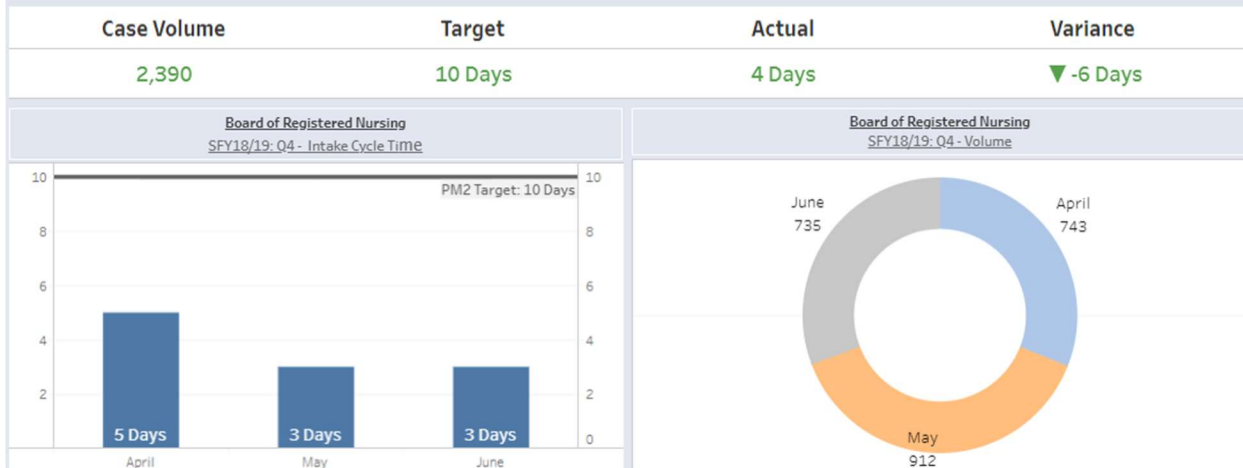 Case Volume Target Actual Variance
2,390 10 Days 4 Days ▼ -6 Days
Board of Registered Nursing
SFY18/19: Q4 - Intake Cycle Time
10 10
PM2 Target: 10 Days
8 8
6 6
4 4
2 2
0
5 Days 3 Days 3 Days
April May June
Board of Registered Nursing
SFY18/19: Q4 - Volume
June
735
April
743
May
912